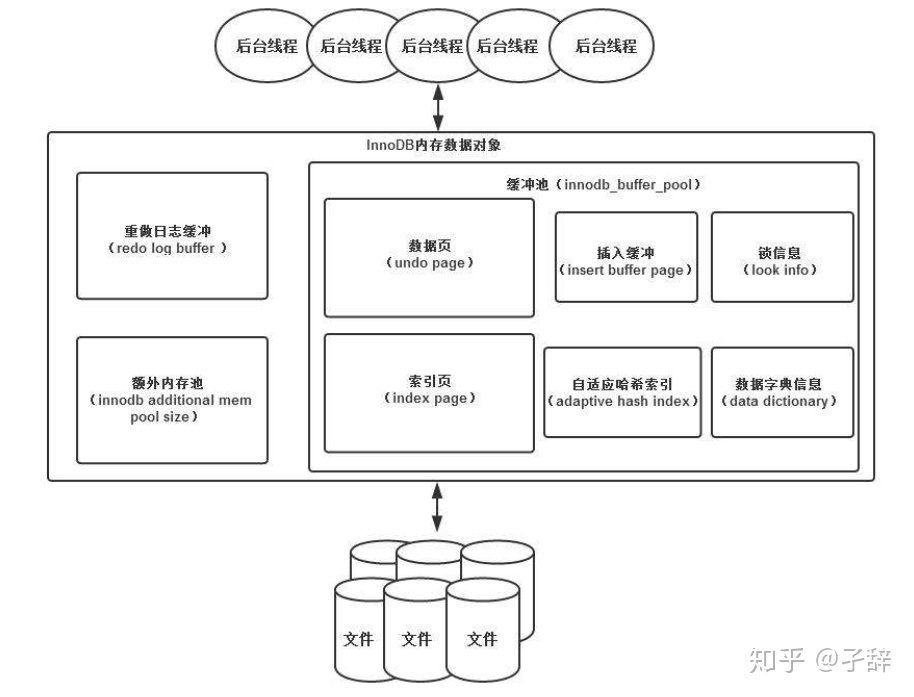 后台线程 后台线程 后台线程 后台线程 后台线程
InnoDB内存数据对象
缓冲池（innodb_buffer_pool）
重做日志缓冲
（redo log buffer ）
数据页
（undo page）
插入缓冲
（insert buffer page）
锁信息
（look info）
额外内存池
（innodb additional mem
pool size）
索引页
（index page）
自适应哈希索引
（adaptive hash index）
数据字典信息
（data dictionary）
文件 文件 文件
知乎 @孑辞